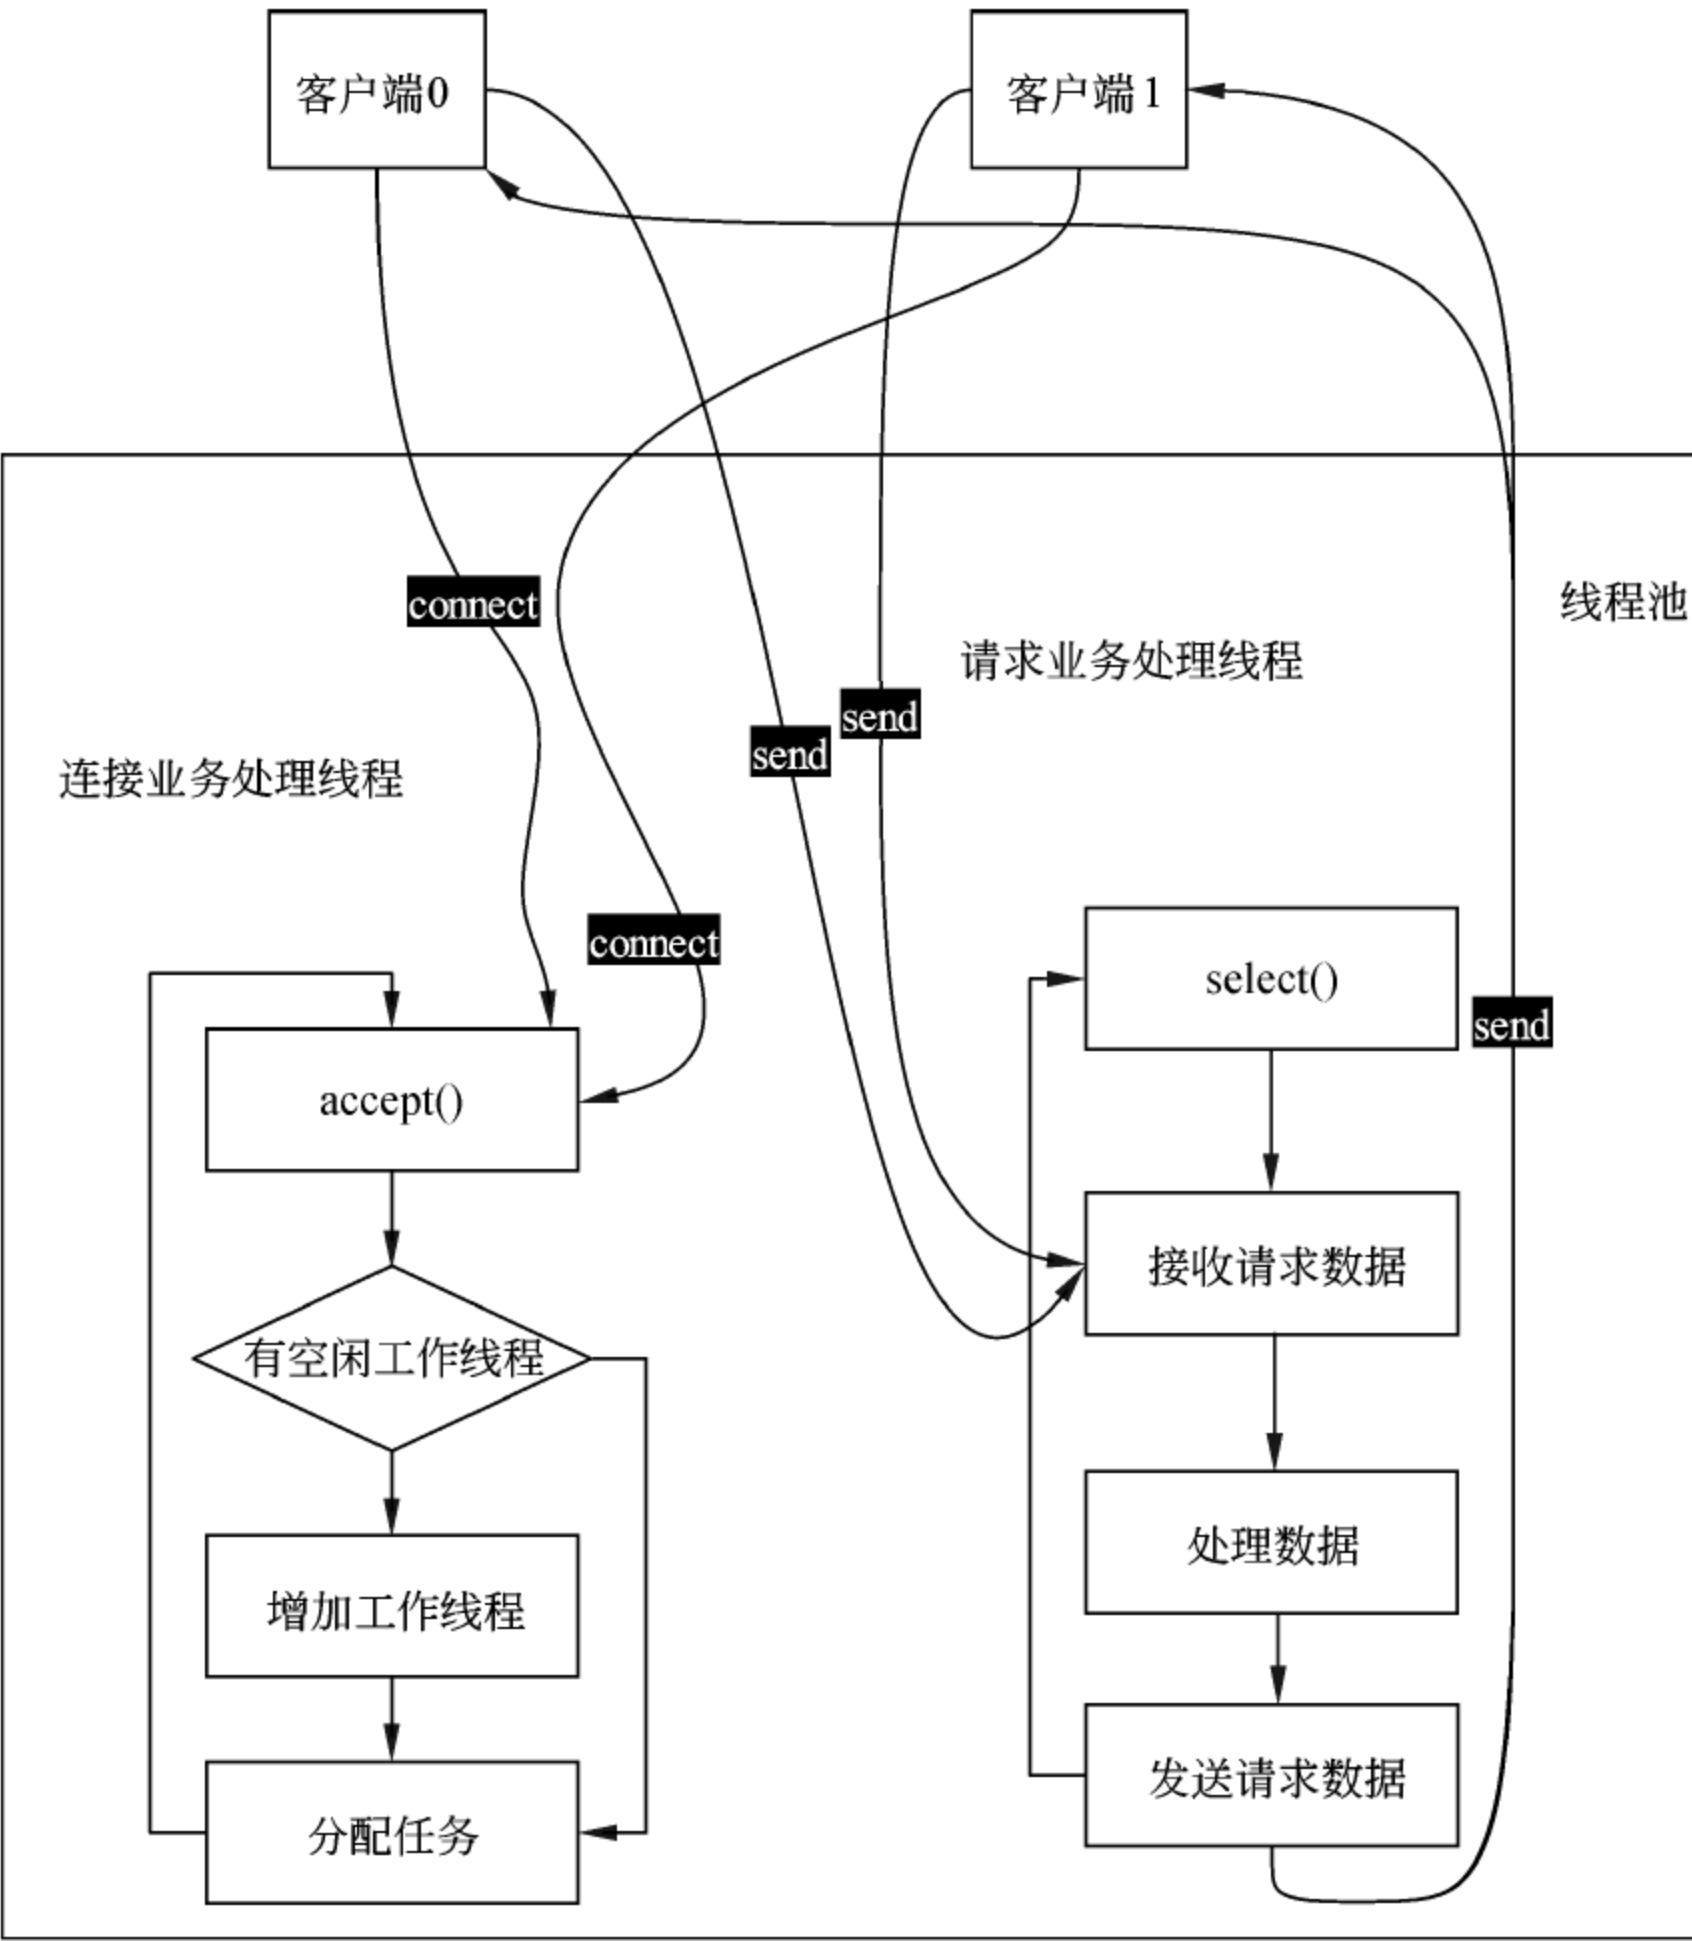 客户端0
客户端1
connect
线程池
请求业务处理线程
send
send
连接业务处理线程
connect
select()
send
accept()
接收请求数据
有空闲工作线程
处理数据
增加工作线程
发送请求数据
分配任务